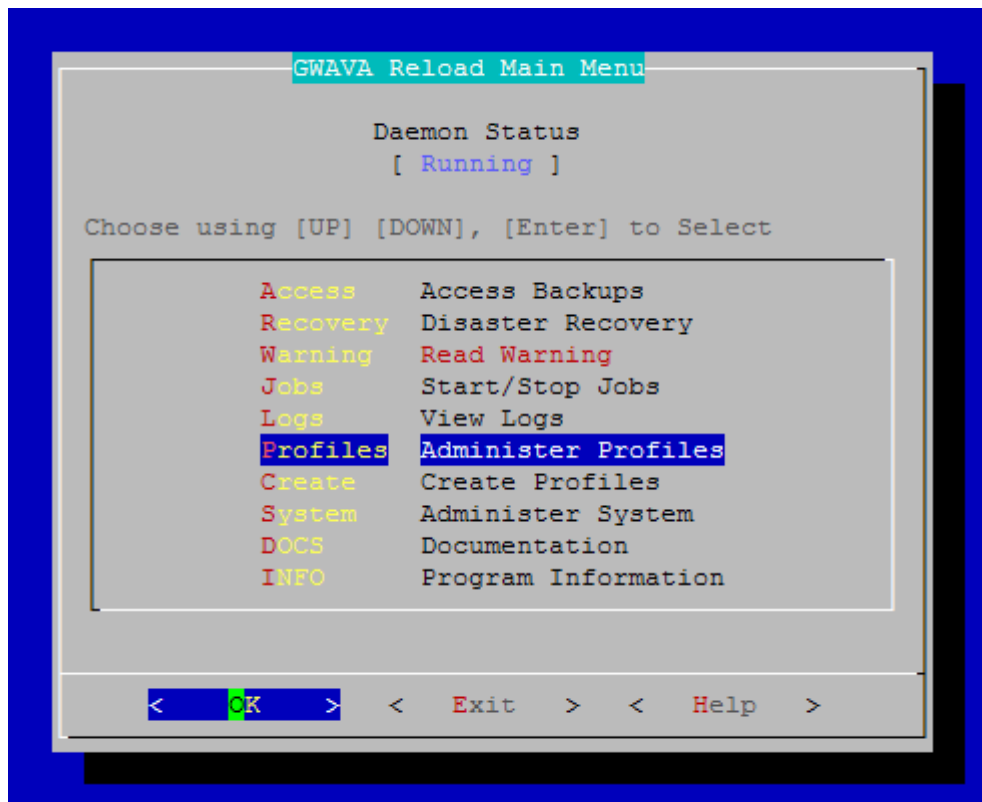 GWAVA Reload Main Menu
Daemon Status
[ Running ]
Choose using [UP] [DOWN], [Enter] to Select
Access Access Backups
Recovery Disaster Recovery
Warning Read Warning
Jobs Start/Stop Jobs
Logs View Logs
Profiles Administer Profiles
Create Create Profiles
System Administer System
DOCS Documentation
INFO Program Information
< OK > < Exit > < Help >